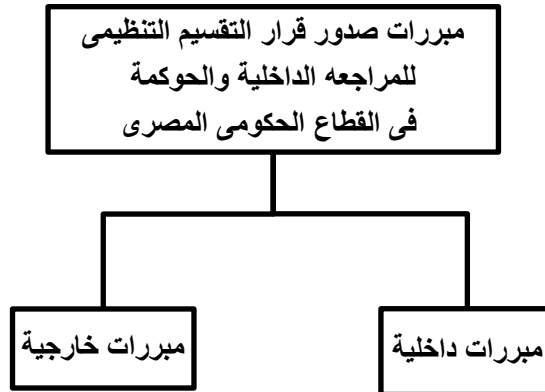 مبررات صدور قرار التقسيم التنظيمى
للمراجعه الداخلية والحوكمة
فى القطاع الحكومى المصرى
مبررات داخلية
مبررات خارجية